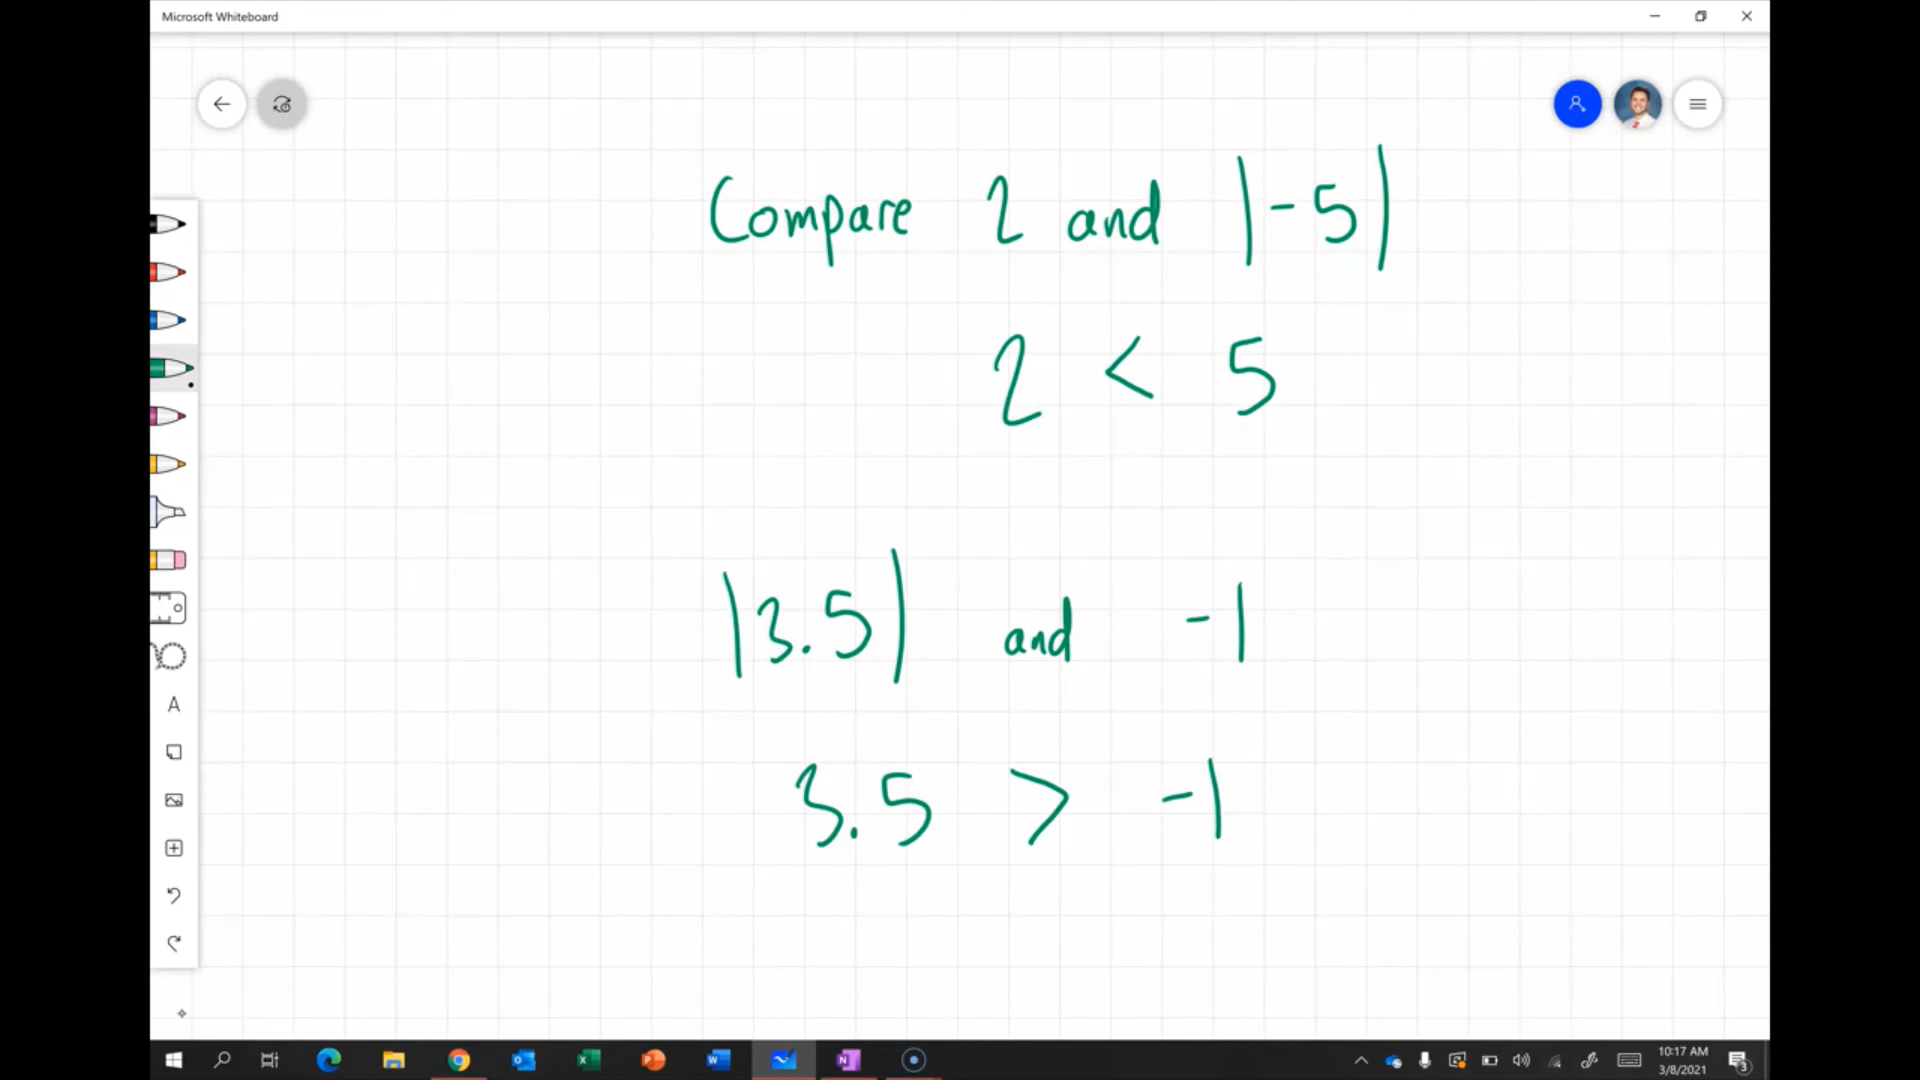 Microsoft Whiteboard
Compare 2 and |-5|
2 < 5
|3.5| and -1
3.5 > -1
A
10:17 AM
3/8/2021
3